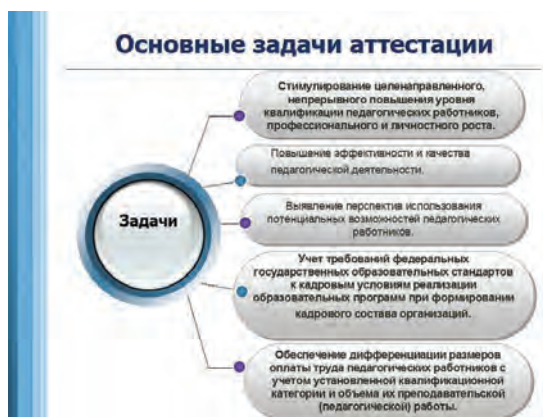 Основные задачи аттестации
Стимулирование целенаправленного,
непрерывного повышения уровня
квалификации педагогических работников,
профессионального и личностного роста.
Повышение эффективности и качества
педагогической деятельности.
Задачи
Выявление перспектив использования
потенциальных возможностей педагогических
работников.
Учет требований федеральных
государственных образовательных стандартов
к кадровым условиям реализации
образовательных программ при формировании
кадрового состава организаций.
Обеспечение дифференциации размеров
оплаты труда педагогических работников с
учетом установленной квалификационной
категории и объема их преподавательской
(педагогической) работы.